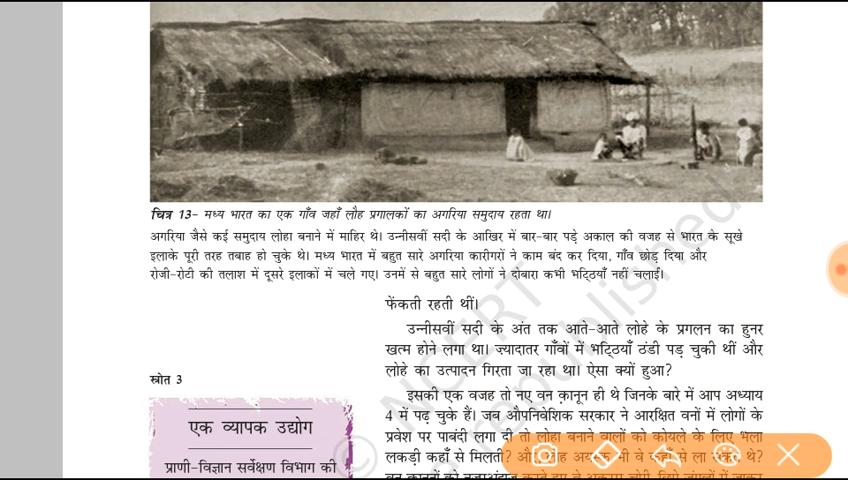 चित्र 13- मध्य भारत का एक गाँव जहाँ लौह प्रगालकों का अगरिया समुदाय रहता था।
अगरिया जैसे कई समुदाय लोहा बनाने में माहिर थे। उन्नीसवीं सदी के आखिर में बार-बार पड़े अकाल की वजह से भारत के सूखे
इलाके पूरी तरह तबाह हो चुके थे। मध्य भारत में बहुत सारे अगरिया कारीगरों ने काम बंद कर दिया, गाँव छोड़ दिया और
रोजी-रोटी की तलाश में दूसरे इलाकों में चले गए। उनमें से बहुत सारे लोगों ने दोबारा कभी भट्ठियाँ नहीं चलाईं।
फेंकती रहती थीं।
उन्नीसवीं सदी के अंत तक आते-आते लोहे के प्रगलन का हुनर
खत्म होने लगा था। ज़्यादातर गाँवों में भट्ठियाँ ठंडी पड़ चुकी थीं और
लोहे का उत्पादन गिरता जा रहा था। ऐसा क्यों हुआ?
इसकी एक वजह तो नए वन क़ानून ही थे जिनके बारे में आप अध्याय
4 में पढ़ चुके हैं। जब औपनिवेशिक सरकार ने आरक्षित वनों में लोगों के
प्रवेश पर पाबंदी लगा दी तो लोहा बनाने वालों को कोयले के लिए भला
लकड़ी कहाँ से मिलती?
स्रोत 3
एक व्यापक उद्योग
प्राणी-विज्ञान सर्वेक्षण विभाग की
© NCERT
republished